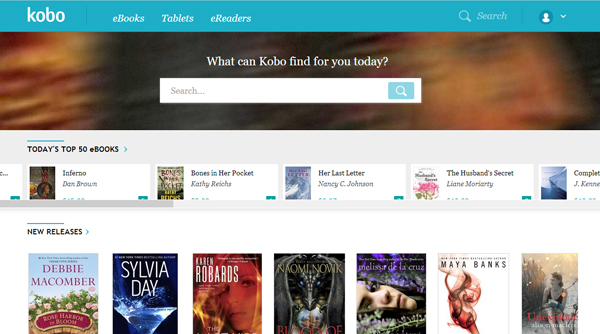 kobo
eBooks Tablets eReaders Search
What can Kobo find for you today?
Search...
TODAY'S TOP 50 eBOOKS >
c...
Inferno
Dan Brown
Bones in Her Pocket
Kathy Reichs
Her Last Letter
Nancy C. Johnson
The Husband's Secret
Liane Moriarty
Complet
J. Kenne
NEW RELEASES >
DEBBIE
MACOMBER
ROSE HARBOR
IN BLOOM
SYLVIA
DAY
KAREN
ROBARDS
NAOMI NOVIK
BLOOD OF
melissa de la cruz
MAYA BANKS